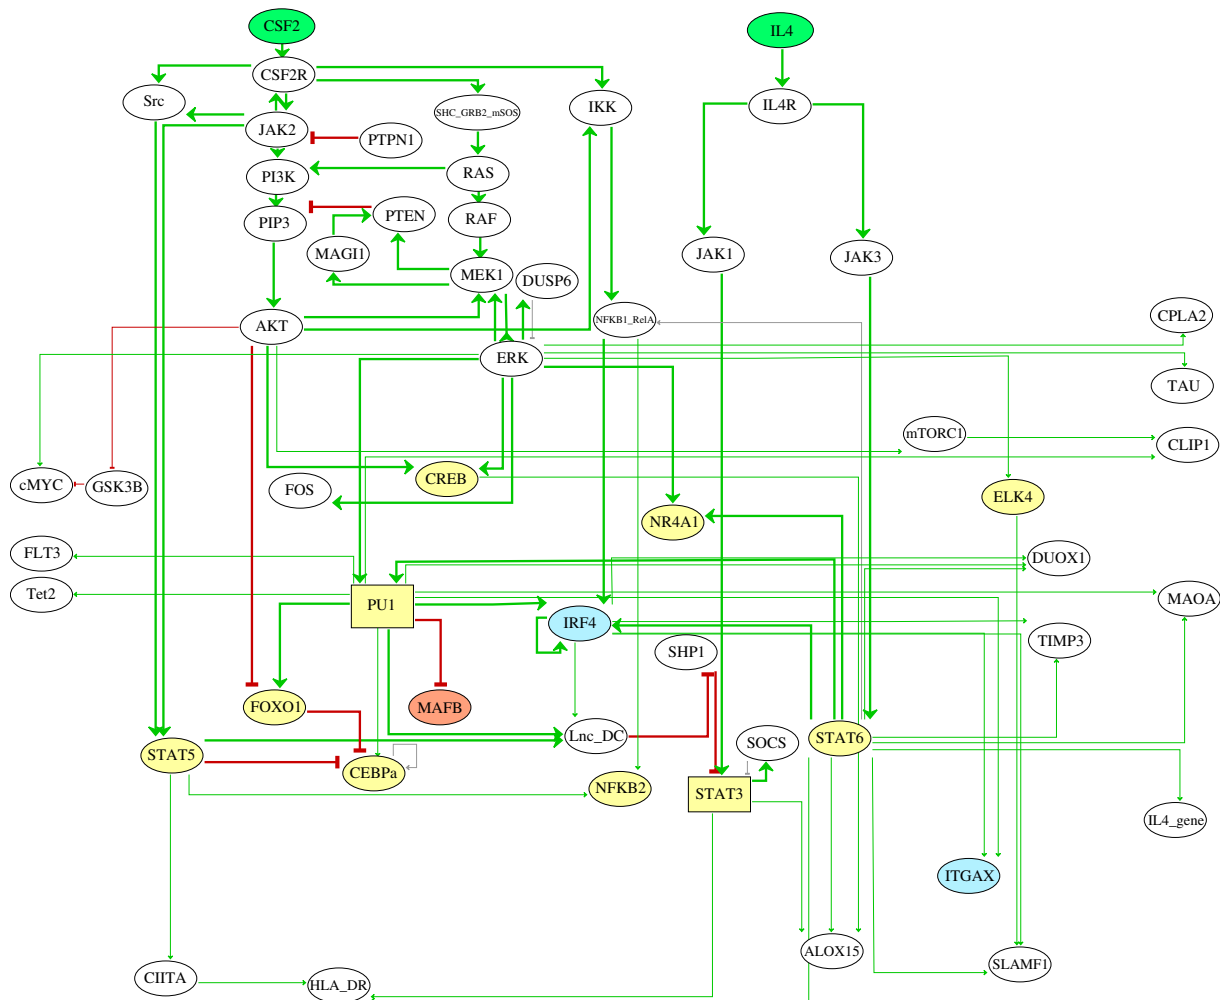 CSF2
IL4
CSF2R
Src
IKK
IL4R
SHC_GRB2_mSOS
JAK2
PTPN1
PI3K
RAS
PIP3
PTEN
RAF
MAGI1
JAK1
JAK3
MEK1
DUSP6
AKT
NFKB1_RelA
CPLA2
ERK
TAU
mTORC1
CLIP1
cMYC
GSK3B
FOS
CREB
ELK4
NR4A1
FLT3
DUOX1
Tet2
PU1
MAOA
IRF4
TIMP3
SHP1
FOXO1
MAFB
Lnc_DC
STAT6
SOCS
STAT5
CEBPa
NFKB2
STAT3
IL4_gene
ITGAX
ALOX15
SLAMF1
CIITA
HLA_DR